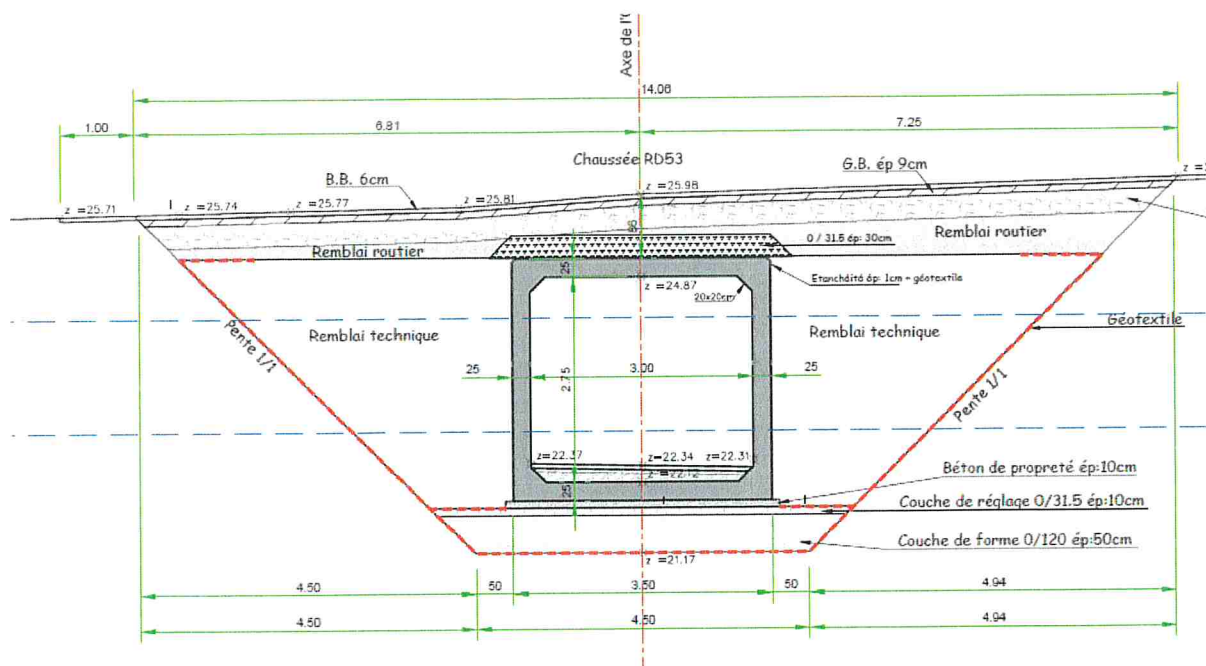 Axe de l'
14.06
1.00
6.81
7.25
Chaussée RD53
B.B. 6cm
G.B. ép 9cm
z =25.71
z =25.74
z =25.77
z =25.81
z =25.98
Remblai routier
0 / 31.5 ép: 30cm
Remblai routier
25
Etanchéité ép: 1cm + géotextile
z =24.87
20x20cm
Remblai technique
Remblai technique
Géotextile
Pente 1/1
Pente 1/1
25
3.00
25
2.75
z=22.37
z=22.34
z=22.31
z=22.12
25
Béton de propreté ép:10cm
Couche de réglage 0/31.5 ép:10cm
Couche de forme 0/120 ép:50cm
z =21.17
4.50
50
3.50
50
4.94
4.50
4.50
4.94